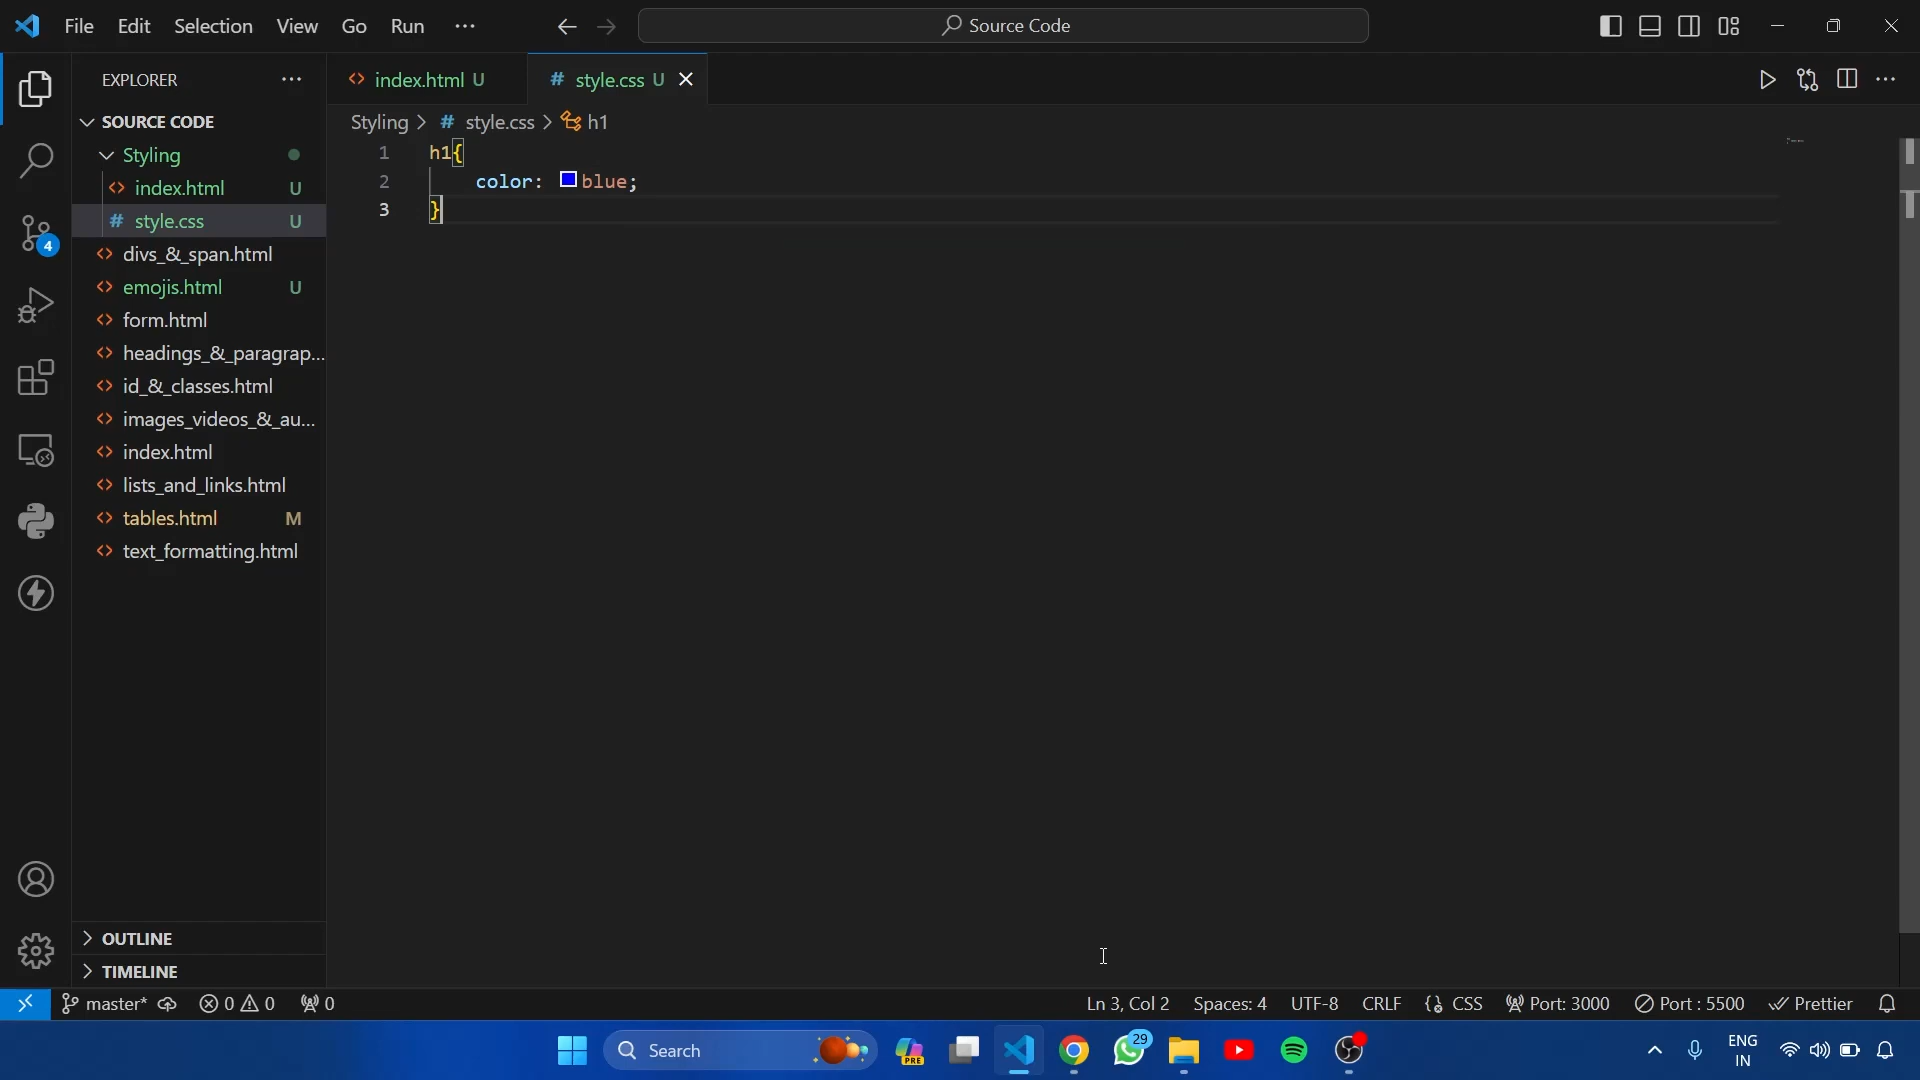 File Edit Selection View Go Run
Source Code
EXPLORER
index.html U
# style.css U
SOURCE CODE
Styling > # style.css > h1
1 h1{
2 color: blue;
3 }
Styling
index.html U
# style.css U
divs_&_span.html
emojis.html U
form.html
headings_&_paragrap...
id_&_classes.html
images_videos_&_au...
index.html
lists_and_links.html
tables.html M
text_formatting.html
4
OUTLINE
TIMELINE
master* 0 0 0
Ln 3, Col 2 Spaces: 4 UTF-8 CRLF {} CSS Port: 3000 Port : 5500 Prettier
Search
PRE
29
ENG
IN